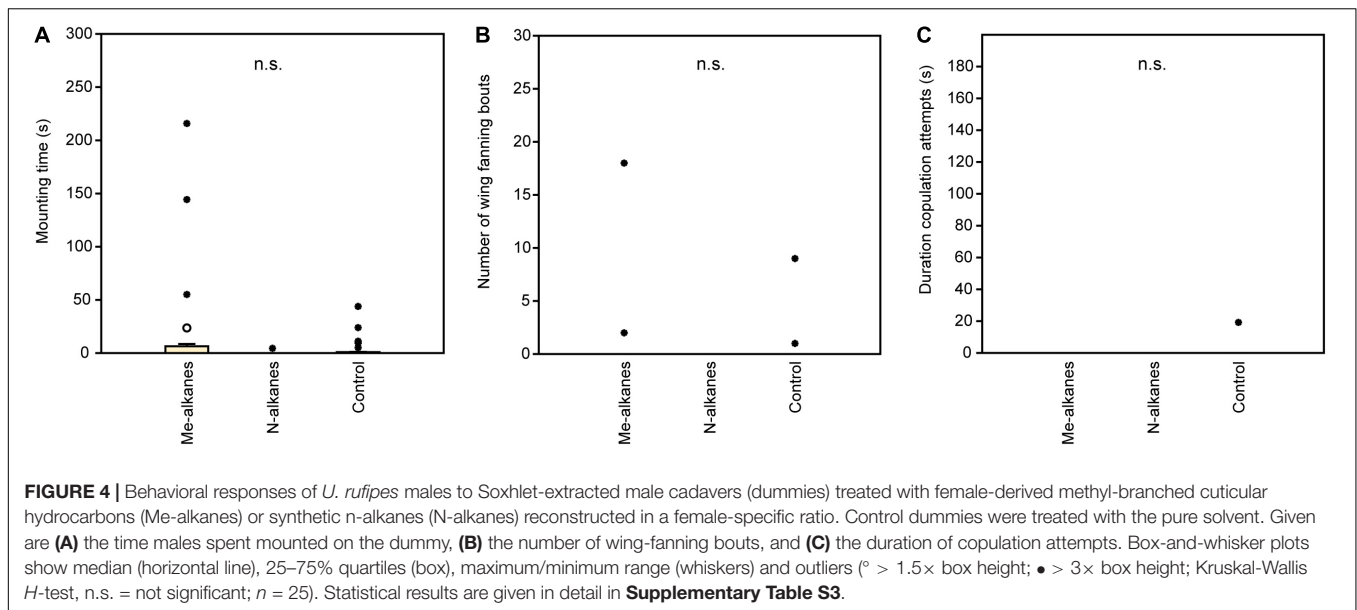 A
300
250
200
150
100
50
0
Mounting time (s)
n.s.
Me-alkanes
N-alkanes
Control
B
30
25
20
15
10
5
0
Number of wing fanning bouts
n.s.
Me-alkanes
N-alkanes
Control
C
180
160
140
120
100
80
60
40
20
0
Duration copulation attempts (s)
n.s.
Me-alkanes
N-alkanes
Control
FIGURE 4 | Behavioral responses of U. rufipes males to Soxhlet-extracted male cadavers (dummies) treated with female-derived methyl-branched cuticular
hydrocarbons (Me-alkanes) or synthetic n-alkanes (N-alkanes) reconstructed in a female-specific ratio. Control dummies were treated with the pure solvent. Given
are (A) the time males spent mounted on the dummy, (B) the number of wing-fanning bouts, and (C) the duration of copulation attempts. Box-and-whisker plots
show median (horizontal line), 25–75% quartiles (box), maximum/minimum range (whiskers) and outliers (° > 1.5× box height; ● > 3× box height; Kruskal-Wallis
H-test, n.s. = not significant; n = 25). Statistical results are given in detail in Supplementary Table S3.